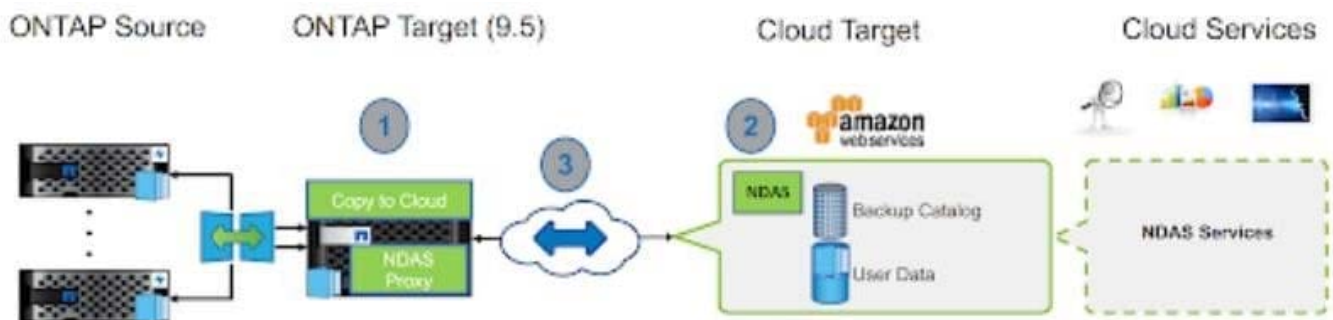 ONTAP Source
ONTAP Target (9.5)
Cloud Target
Cloud Services
1
2
3
amazon
webservices
Copy to Cloud
NDAS
Proxy
NDAS
Backup Catalog
User Data
NDAS Services